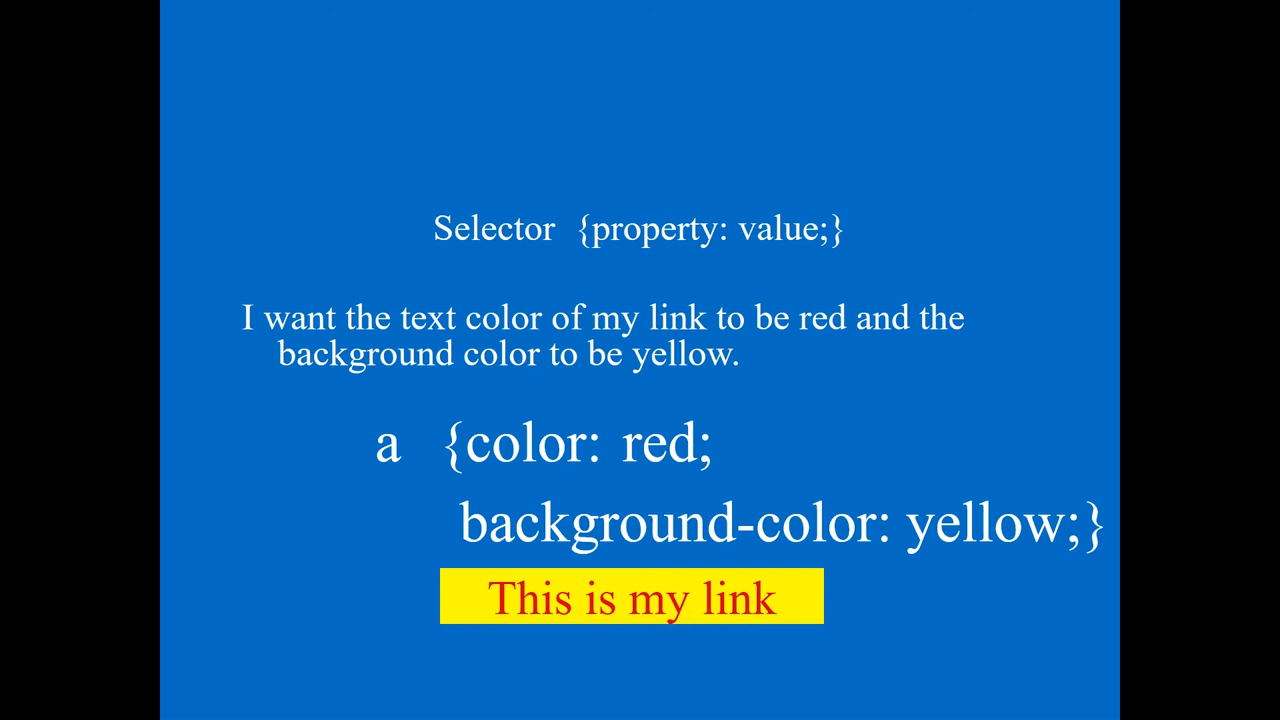 Selector {property: value;}
I want the text color of my link to be red and the
background color to be yellow.
a {color: red;
background-color: yellow;}
This is my link